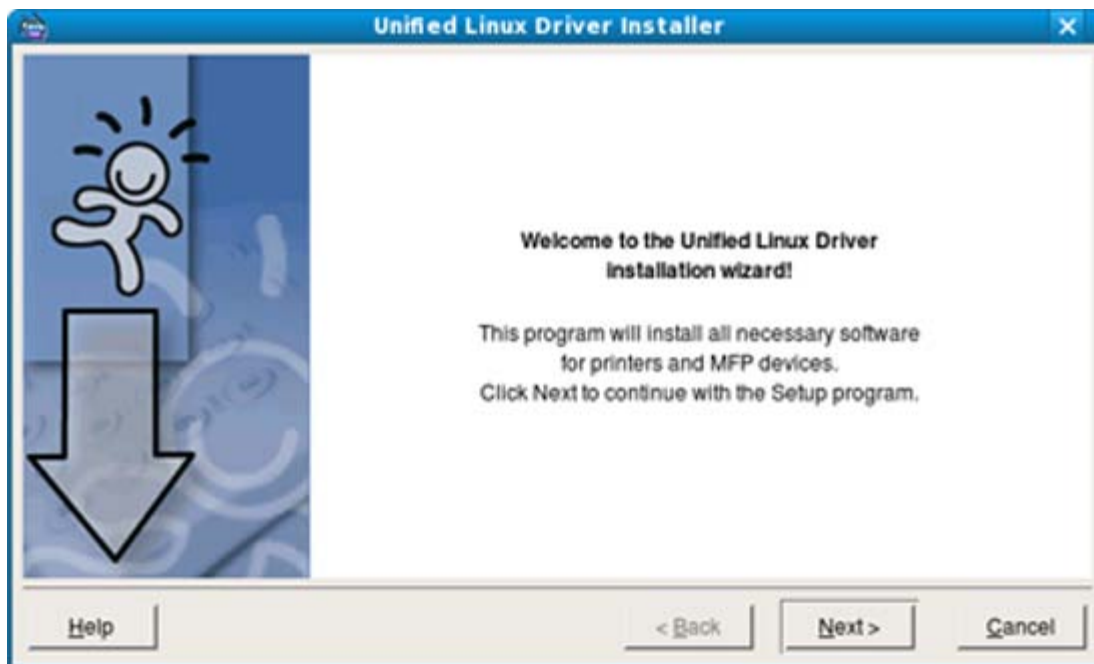 Unified Linux Driver Installer
Welcome to the Unified Linux Driver
installation wizard!
This program will install all necessary software
for printers and MFP devices.
Click Next to continue with the Setup program.
Help
< Back
Next >
Cancel